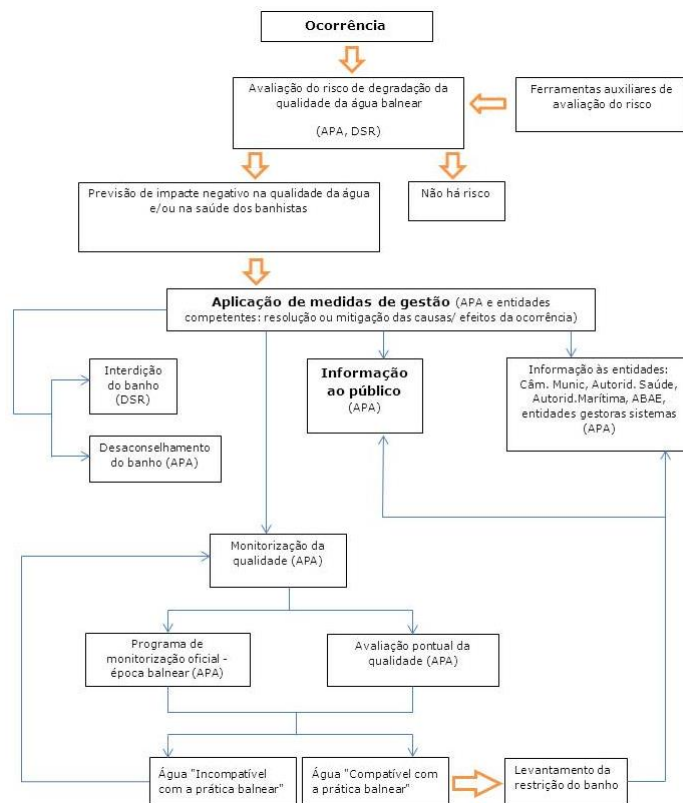 Ocorrência
Avaliação do risco de degradação da
qualidade da água balnear
(APA, DSR)
Ferramentas auxiliares de
avaliação do risco
Previsão de impacte negativo na qualidade da água
e/ou na saúde dos banhistas
Não há risco
Aplicação de medidas de gestão (APA e entidades
competentes: resolução ou mitigação das causas/ efeitos da ocorrência)
Interdição
do banho
(DSR)
Desaconselhamento
do banho (APA)
Informação
ao público
(APA)
Informação às entidades:
Câm. Munic, Autorid. Saúde,
Autorid.Marítima, ABAE,
entidades gestoras sistemas
(APA)
Monitorização da
qualidade (APA)
Programa de
monitorização oficial -
época balnear (APA)
Avaliação pontual da
qualidade (APA)
Água "Incompatível
com a prática balnear"
Água "Compatível com
a prática balnear"
Levantamento da
restrição do banho